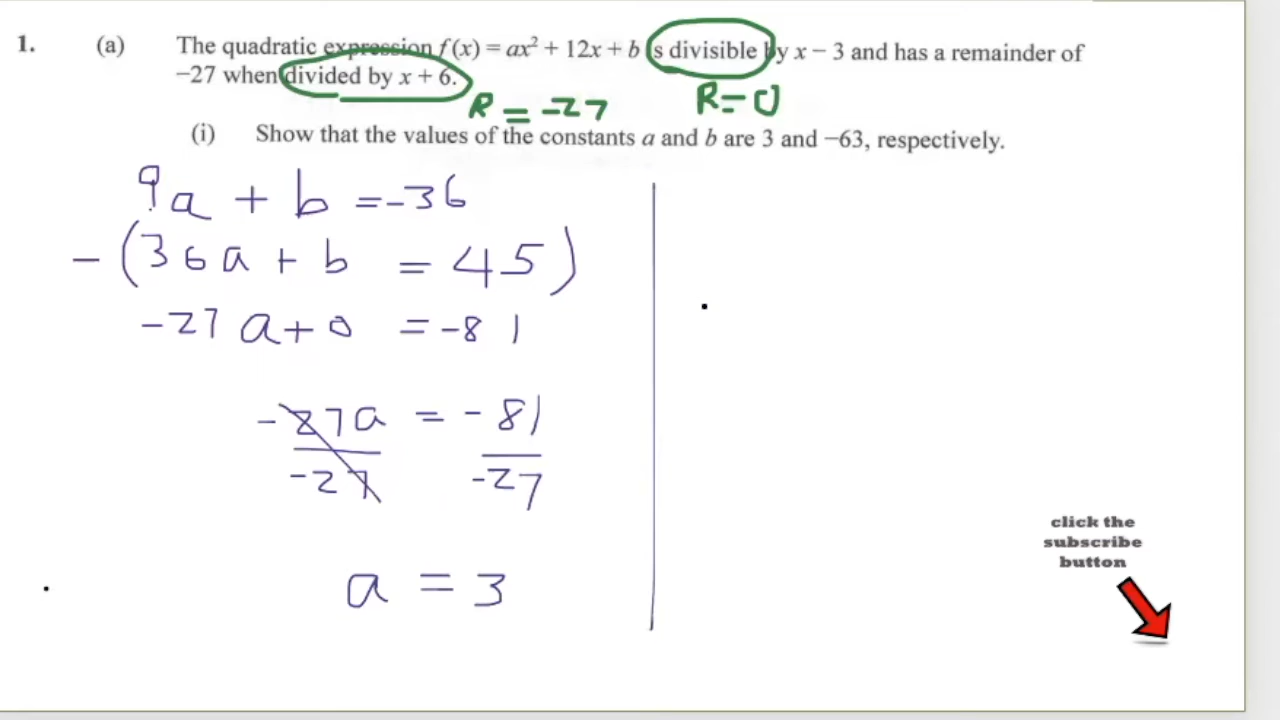 1. (a) The quadratic expression f(x) = ax² + 12x + b is divisible by x − 3 and has a remainder of
−27 when divided by x + 6.
R = -27 R=0
(i) Show that the values of the constants a and b are 3 and −63, respectively.
9a + b = -36
- (36a + b = 45)
-27a + 0 = -81
-27a = -81
-27 -27
a = 3
click the
subscribe
button